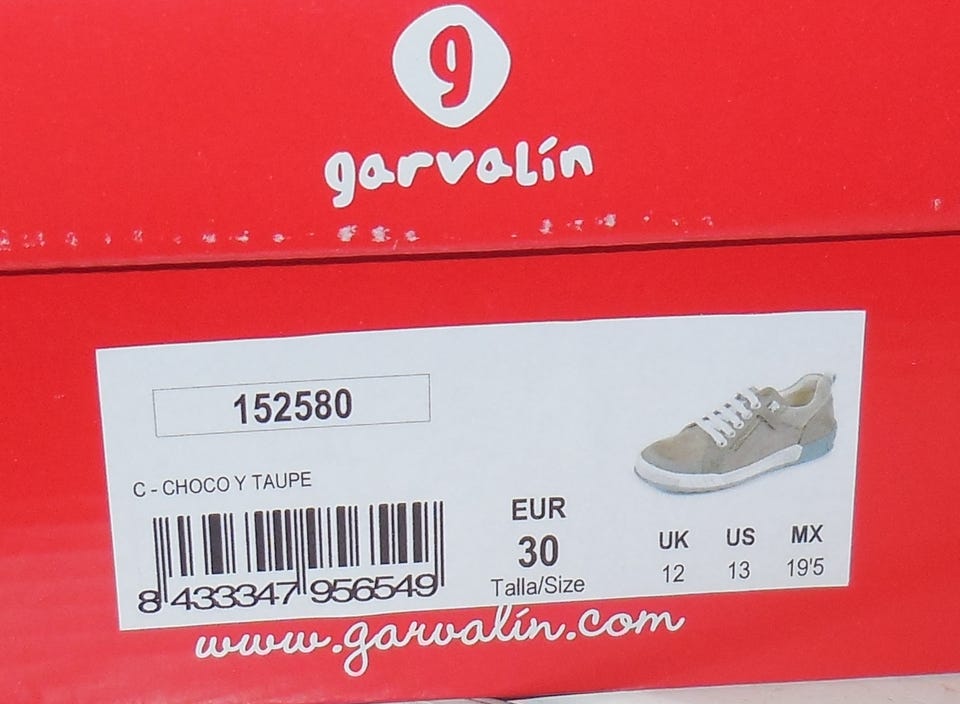 g
garvalín
152580
C - CHOCO Y TAUPE
8 433347 956549
EUR
30
Talla/Size
UK US MX
12 13 19'5
www.garvalín.com